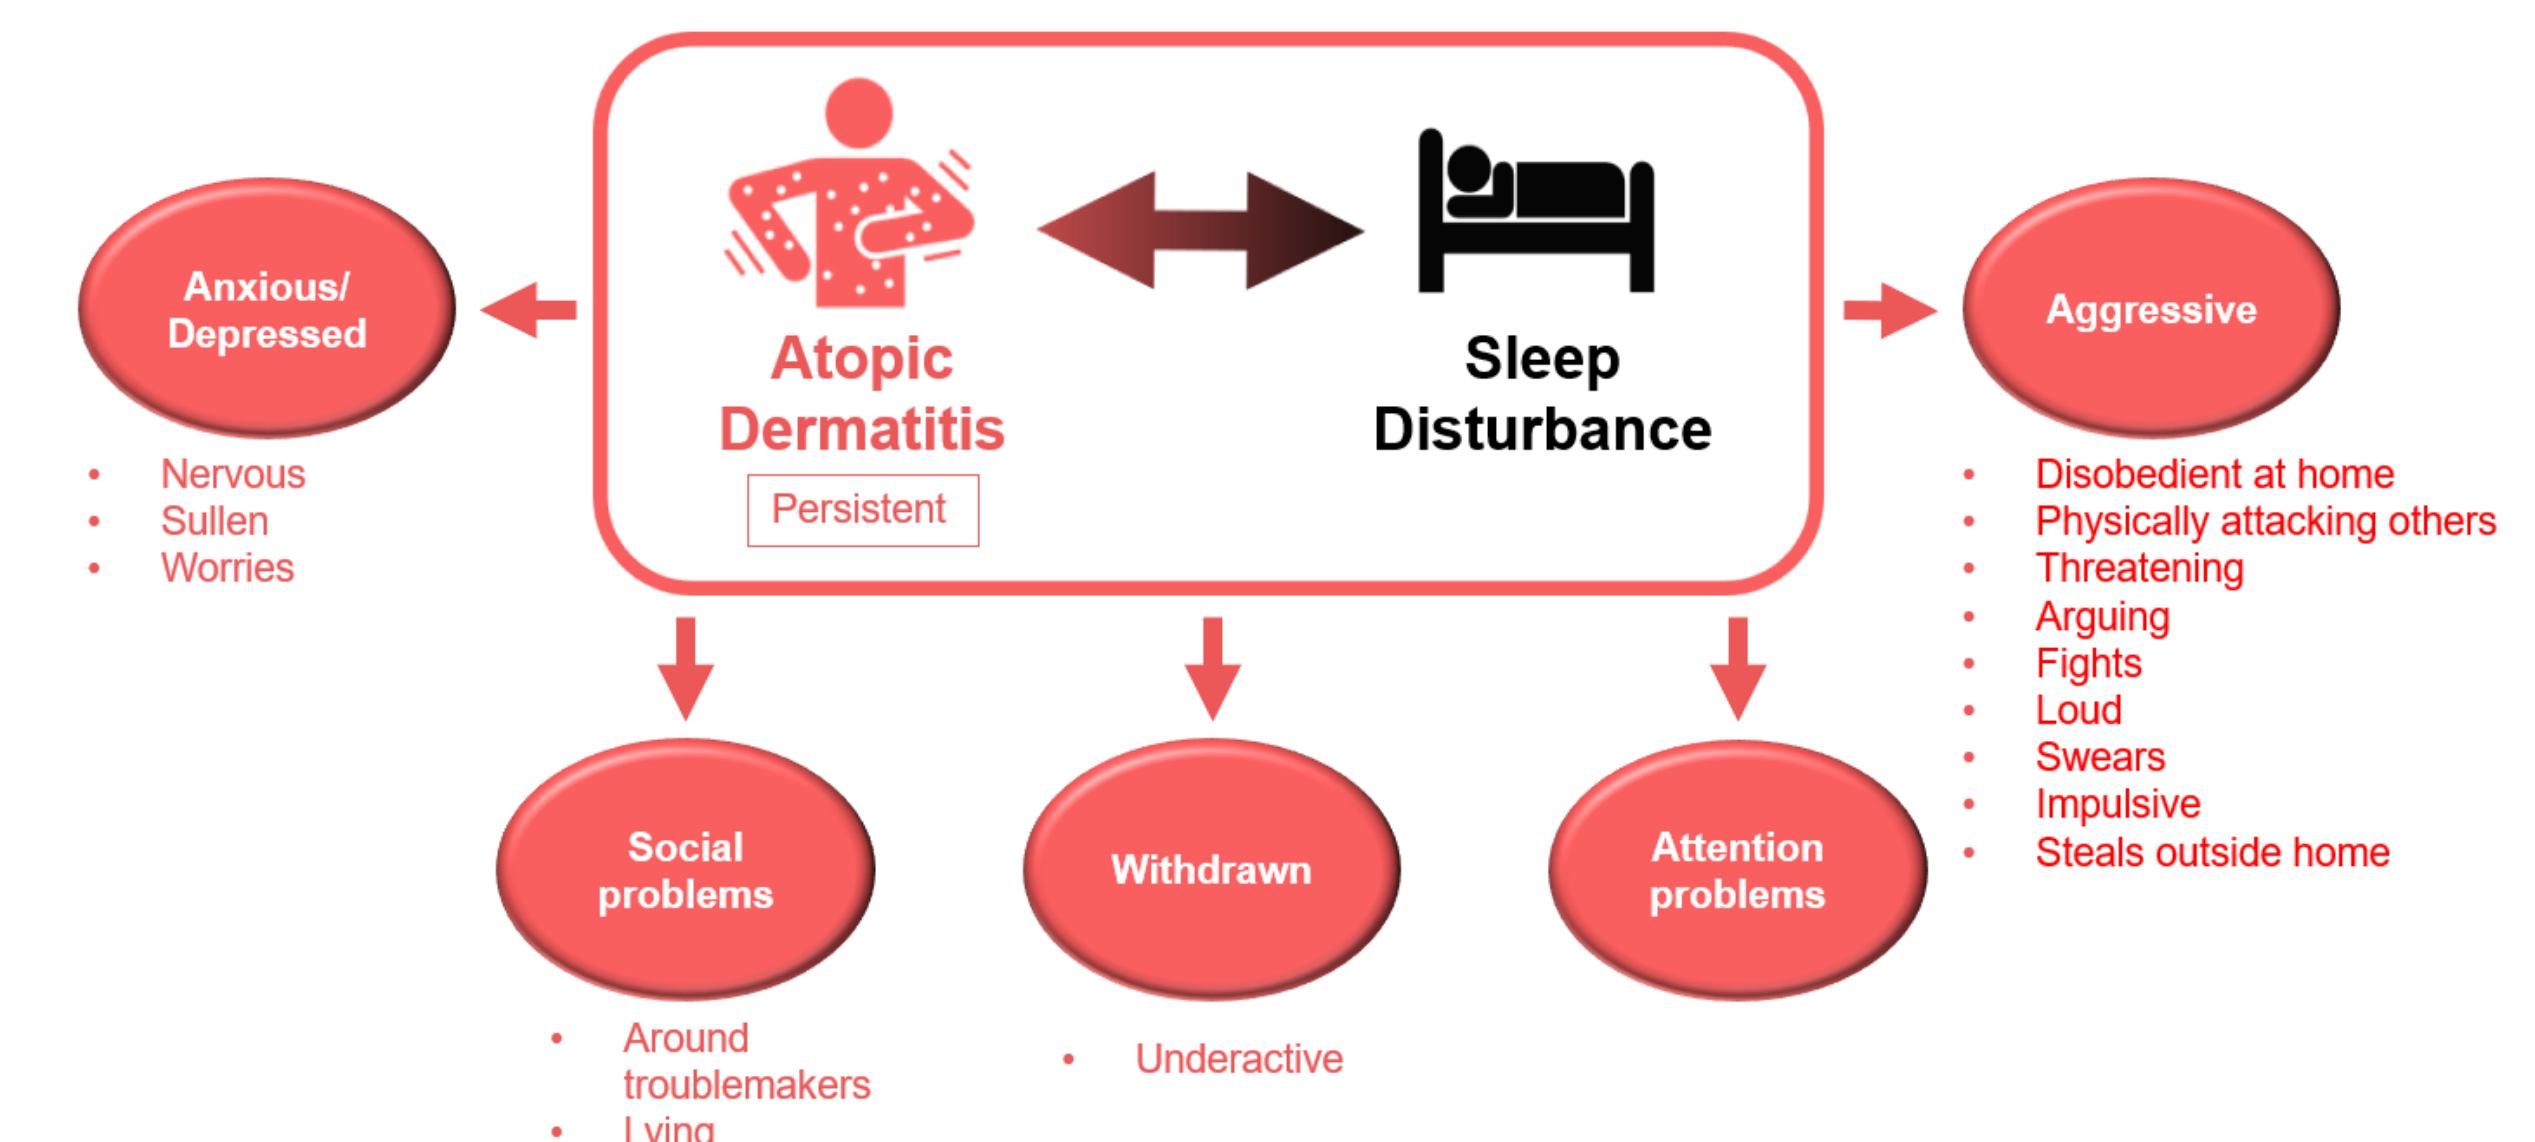 Atopic
Dermatitis
Persistent
Sleep
Disturbance
Anxious/
Depressed
• Nervous
• Sullen
• Worries
Aggressive
• Disobedient at home
• Physically attacking others
• Threatening
• Arguing
• Fights
• Loud
• Swears
• Impulsive
• Steals outside home
Social
problems
• Around
troublemakers
• Lying
Withdrawn
• Underactive
Attention
problems